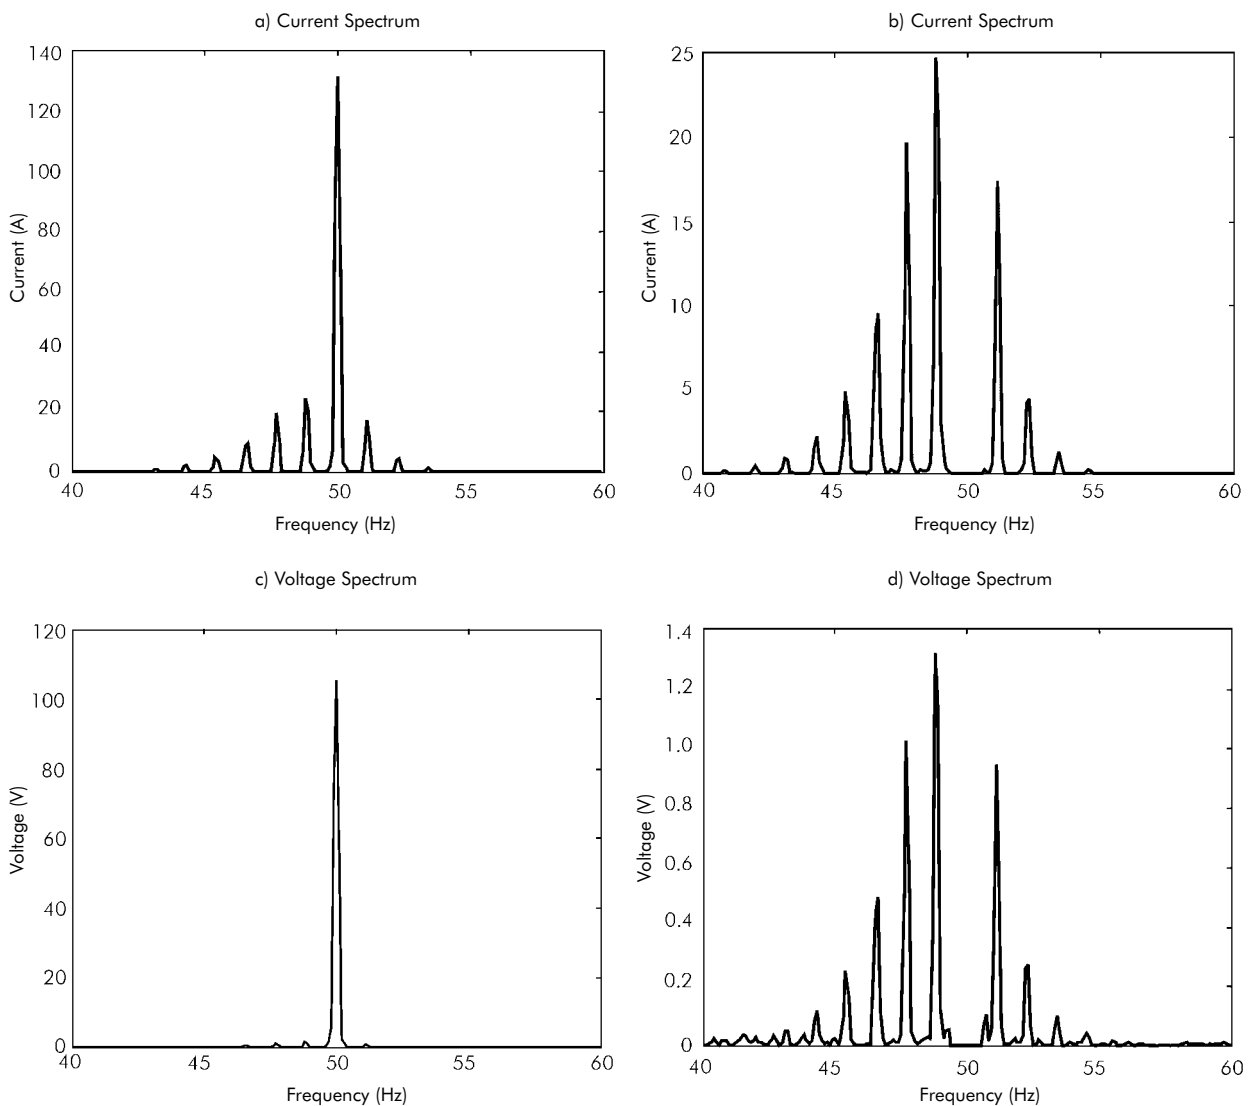 a) Current Spectrum
140
120
100
80
60
40
20
0
40 45 50 55 60
Current (A)
Frequency (Hz)
b) Current Spectrum
25
20
15
10
5
0
40 45 50 55 60
Current (A)
Frequency (Hz)
c) Voltage Spectrum
120
100
80
60
40
20
0
40 45 50 55 60
Voltage (V)
Frequency (Hz)
d) Voltage Spectrum
1.4
1.2
1.0
0.8
0.6
0.4
0.2
0
40 45 50 55 60
Voltage (V)
Frequency (Hz)